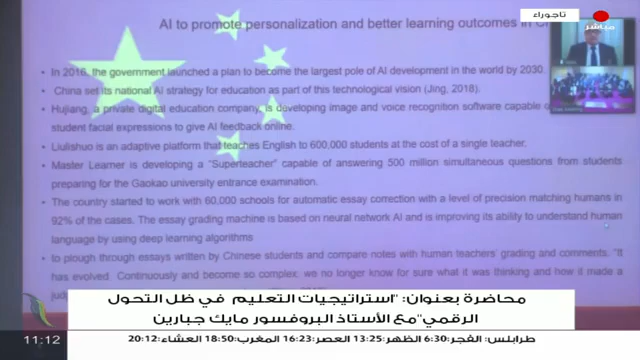 تاجوراء
مباشر
AI to promote personalization and better learning outcomes in
In 2016, the government launched a plan to become the largest pole of AI development in the world by 2030.
China set its national AI strategy for education as part of this technological vision (Jing, 2018).
Hujiang, a private digital education company, is developing image and voice recognition software capable
student facial expressions to give AI feedback online.
Liulishuo is an adaptive platform that teaches English to 600,000 students at the cost of a single teacher.
Master Learner is developing a "Superteacher" capable of answering 500 million simultaneous questions from students
preparing for the Gaokao university entrance examination.
The country started to work with 60,000 schools for automatic essay correction with a level of precision matching humans in
92% of the cases. The essay grading machine is based on neural network AI and is improving its ability to understand human
language by using deep learning algorithms
to plough through essays written by Chinese students and compare notes with human teachers' grading and comments. "It
has evolved. Continuously and become so complex, we no longer know for sure what it was thinking and how it made a
محاضرة بعنوان: "استراتيجيات التعليم في ظل التحول
الرقمي" مع الأستاذ البروفسور مايك جبارين
11:12
طرابلس: الفجر:6:30 الظهر:13:25 العصر:16:23 المغرب:18:50 العشاء:20:12